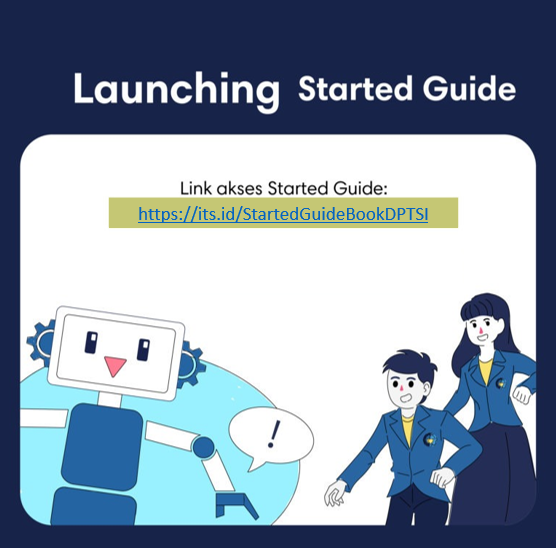 Launching Started Guide
Link akses Started Guide:
https://its.id/StartedGuideBookDPTSI
!